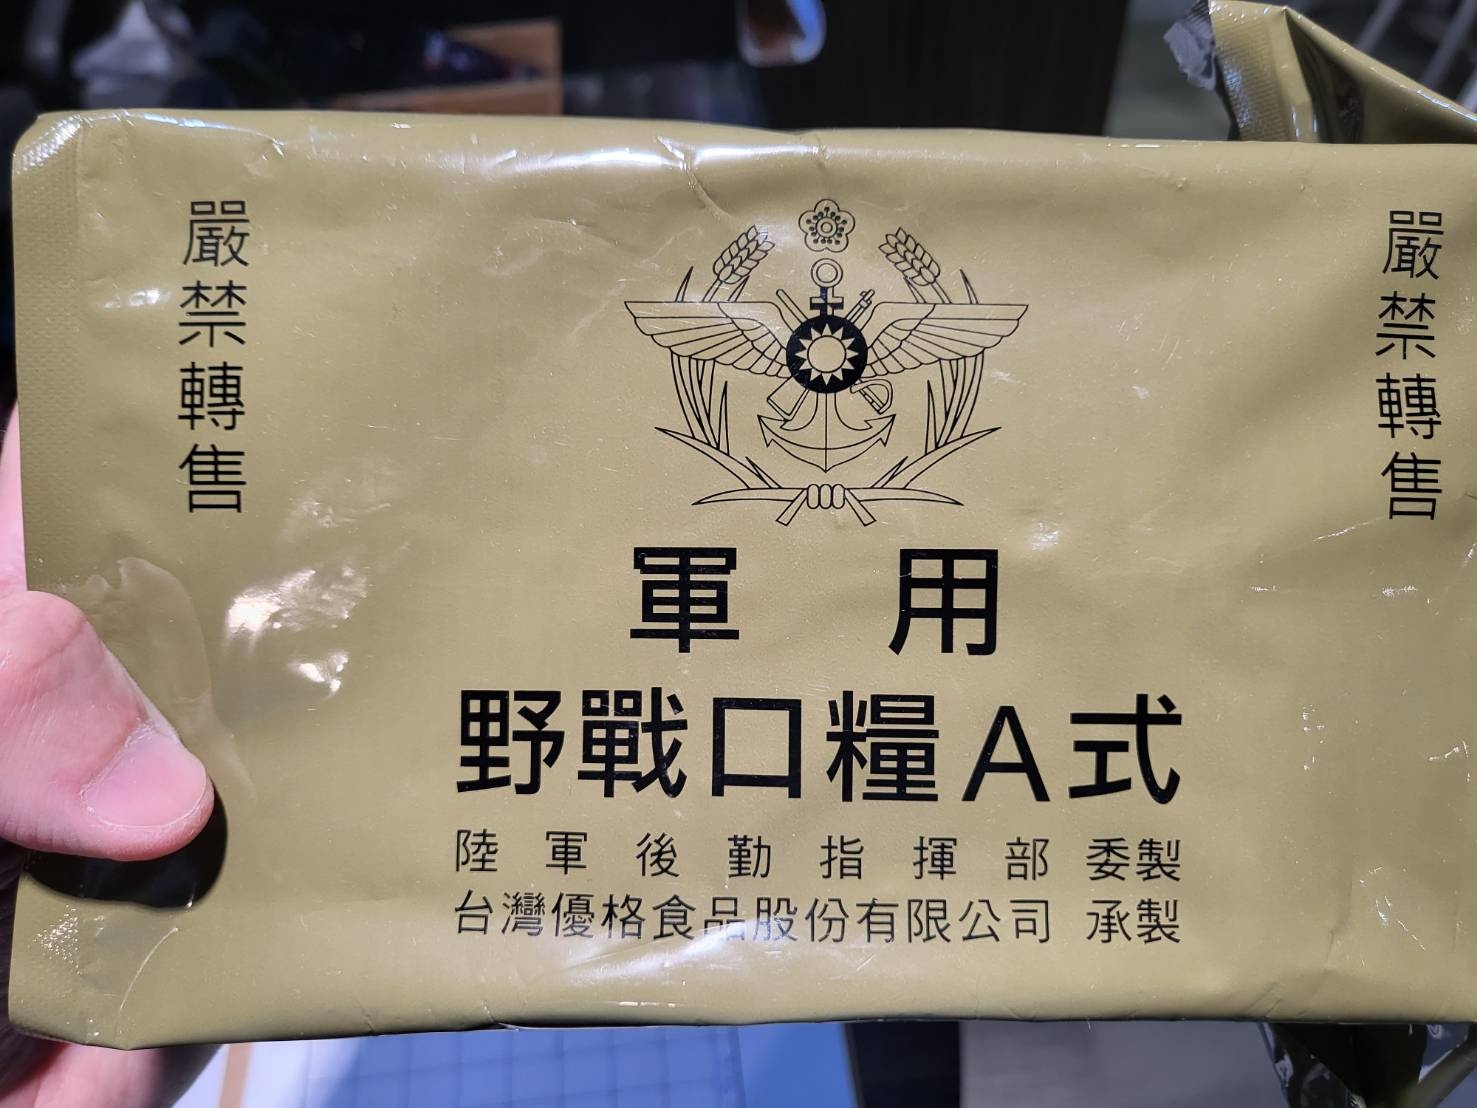 嚴禁轉售
軍用
野戰口糧A式
陸軍後勤指揮部 委製
台灣優格食品股份有限公司 承製
嚴禁轉售